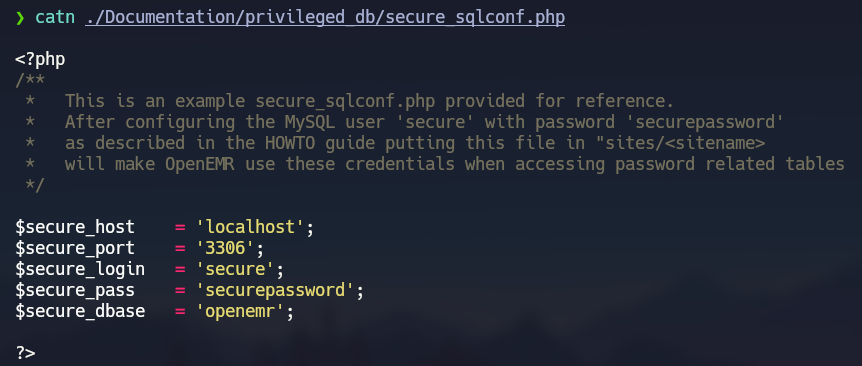 ❯ catn ./Documentation/privileged_db/secure_sqlconf.php
<?php
/**
 *   This is an example secure_sqlconf.php provided for reference.
 *   After configuring the MySQL user 'secure' with password 'securepassword'
 *   as described in the HOWTO guide putting this file in "sites/<sitename>
 *   will make OpenEMR use these credentials when accessing password related tables
 */
$secure_host    = 'localhost';
$secure_port    = '3306';
$secure_login   = 'secure';
$secure_pass    = 'securepassword';
$secure_dbase   = 'openemr';
?>